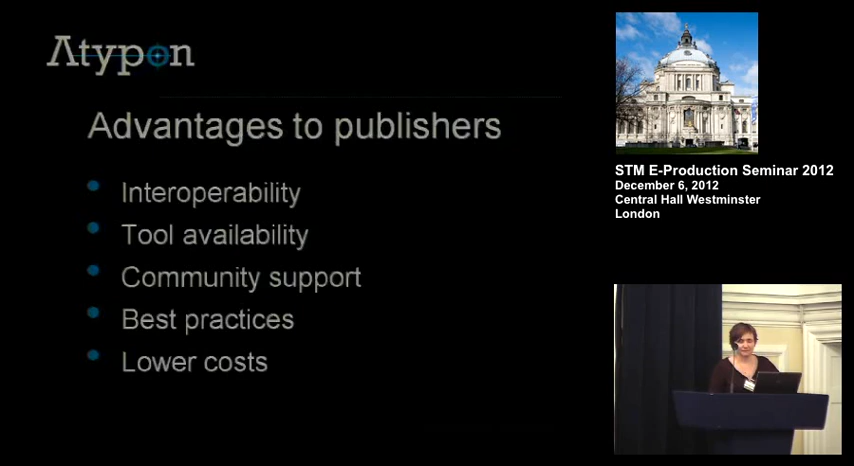 Atypon
Advantages to publishers
Interoperability
Tool availability
Community support
Best practices
Lower costs
STM E-Production Seminar 2012
December 6, 2012
Central Hall Westminster
London